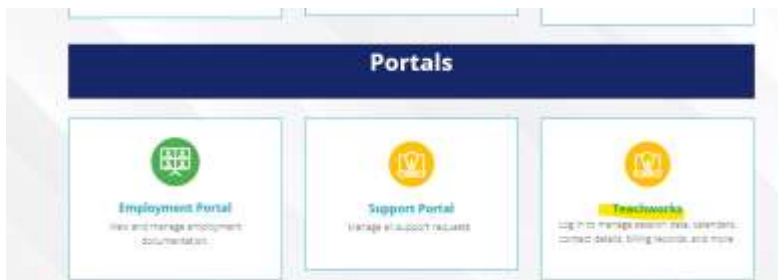 Portals
Employment Portal
View and manage employment
documentation
Support Portal
Manage all support requests
Teachworks
Log in to manage session data, calendars,
contact details, billing records, and more